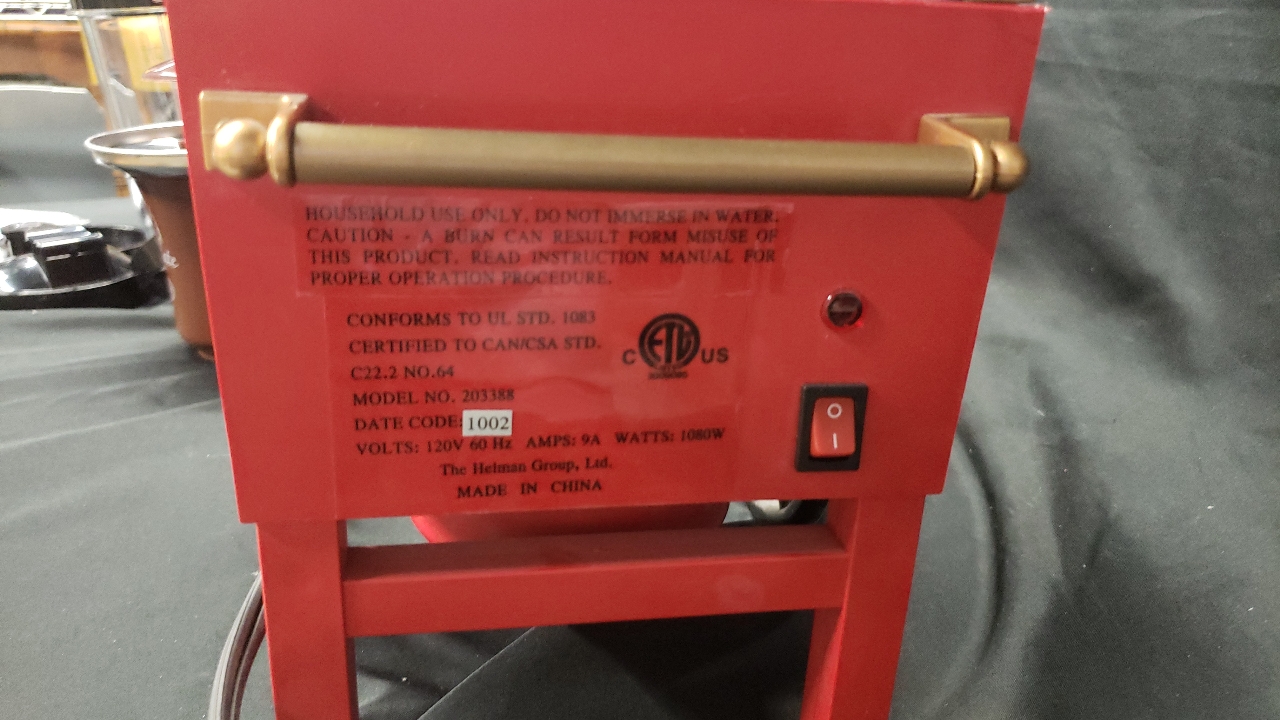 HOUSEHOLD USE ONLY. DO NOT IMMERSE IN WATER.
CAUTION - A BURN CAN RESULT FORM MISUSE OF
THIS PRODUCT. READ INSTRUCTION MANUAL FOR
PROPER OPERATION PROCEDURE.
CONFORMS TO UL STD. 1083
CERTIFIED TO CAN/CSA STD.
C22.2 NO.64
MODEL NO. 203388
DATE CODE: 1002
VOLTS: 120V 60 Hz AMPS: 9A WATTS: 1080W
The Helman Group, Ltd.
MADE IN CHINA
C ETL US
O
I